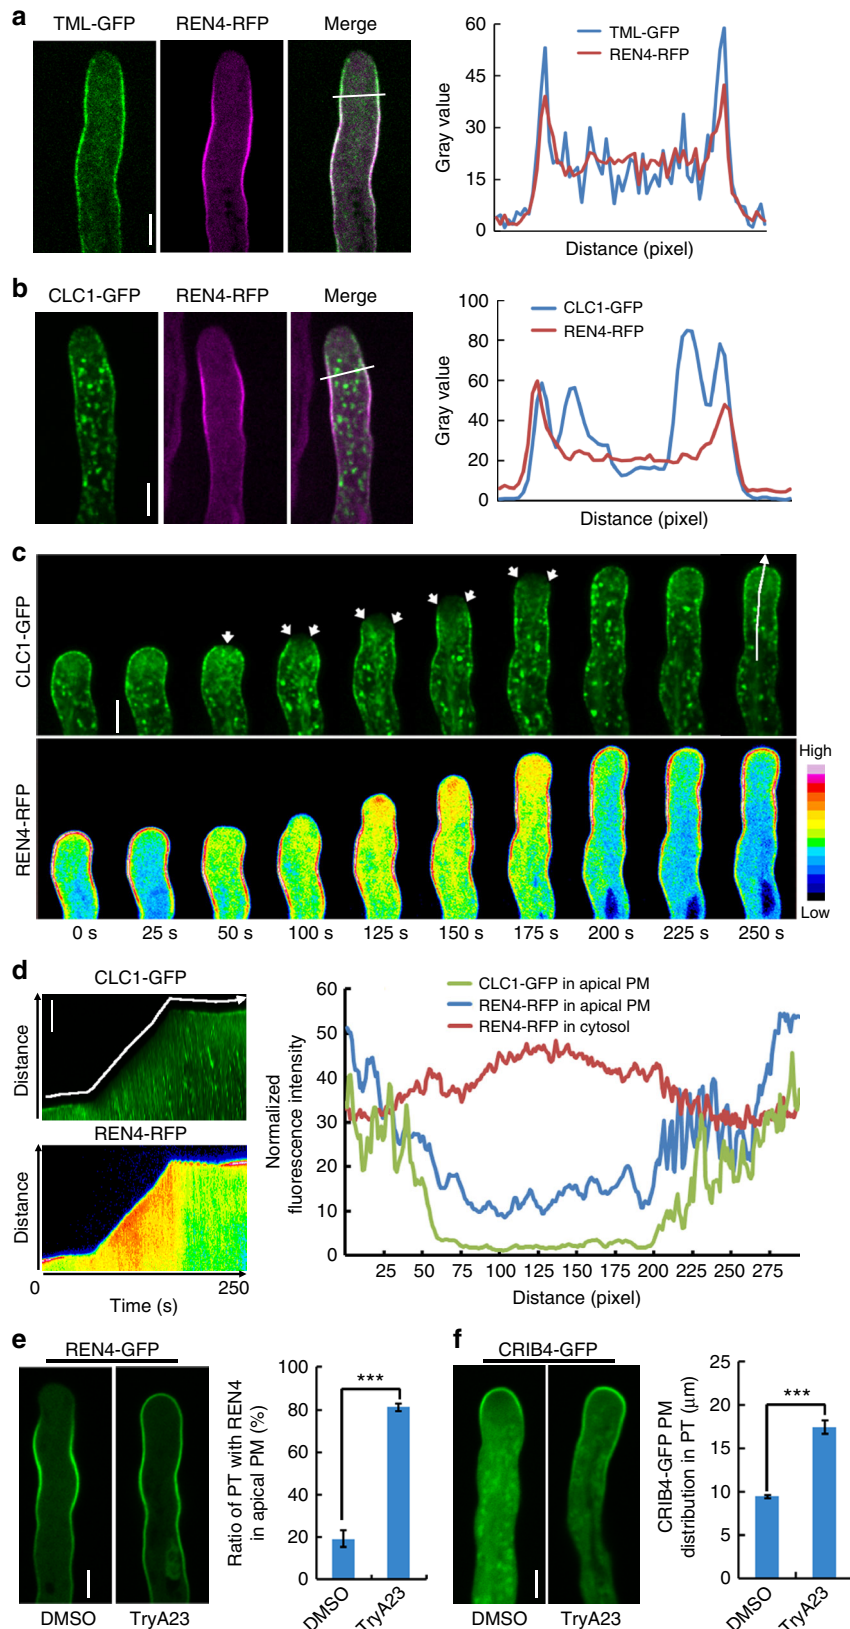 a
TML-GFP REN4-RFP Merge
60
45
30
15
0
Gray value
TML-GFP
REN4-RFP
Distance (pixel)
b
CLC1-GFP REN4-RFP Merge
100
80
60
40
20
0
Gray value
CLC1-GFP
REN4-RFP
Distance (pixel)
c
CLC1-GFP
REN4-RFP
High
Low
0 s 25 s 50 s 100 s 125 s 150 s 175 s 200 s 225 s 250 s
d
CLC1-GFP
Distance
REN4-RFP
Distance
0 250
Time (s)
CLC1-GFP in apical PM
REN4-RFP in apical PM
REN4-RFP in cytosol
60
50
40
30
20
10
0
Normalized
fluorescence intensity
25 50 75 100 125 150 175 200 225 250 275
Distance (pixel)
e
REN4-GFP
DMSO TryA23
100
80
60
40
20
0
Ratio of PT with REN4
in apical PM (%)
***
DMSO TryA23
f
CRIB4-GFP
DMSO TryA23
25
20
15
10
5
0
CRIB4-GFP PM
distribution in PT (μm)
***
DMSO TryA23